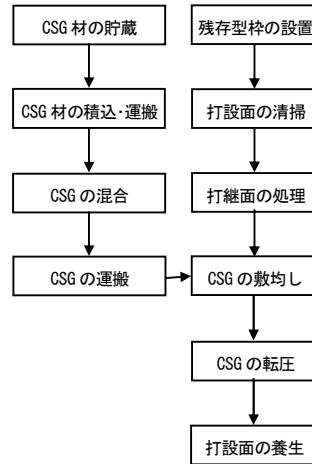 CSG 材の貯蔵
CSG 材の積込･運搬
CSG の混合
CSG の運搬
残存型枠の設置
打設面の清掃
打継面の処理
CSG の敷均し
CSG の転圧
打設面の養生